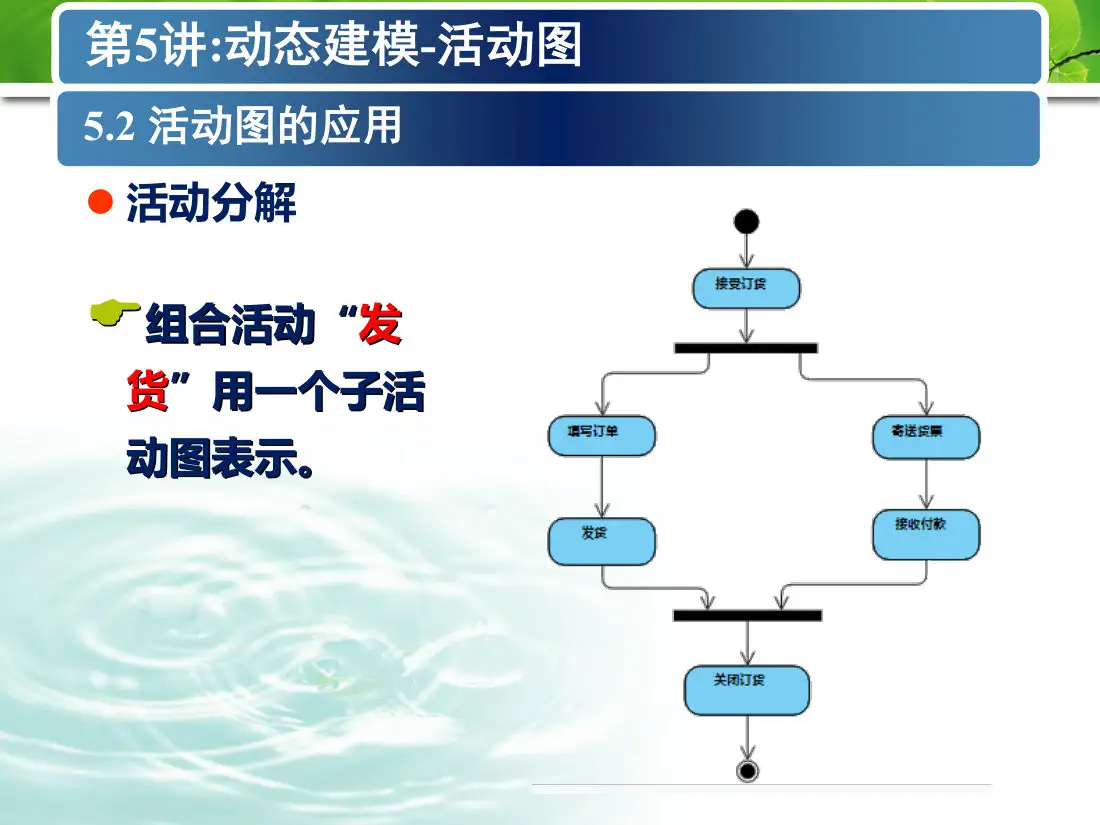 第5讲:动态建模-活动图
5.2 活动图的应用
活动分解
组合活动“发
货”用一个子活
动图表示。
接受订货
填写订单
寄送货票
发货
接收付款
关闭订货